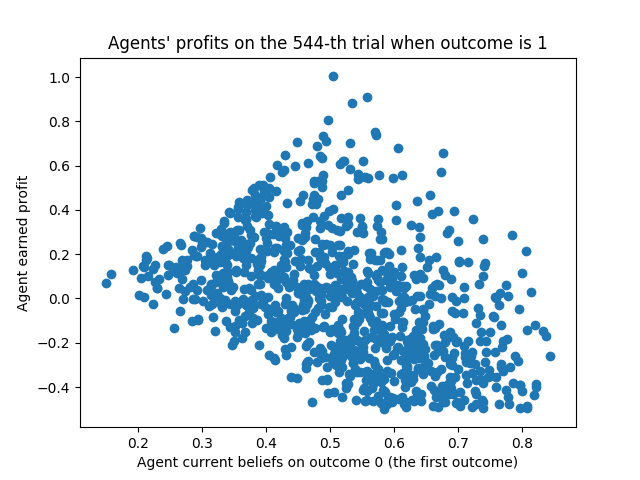 Agents' profits on the 544-th trial when outcome is 1
1.0
0.8
0.6
0.4
0.2
0.0
−0.2
−0.4
Agent earned profit
0.2 0.3 0.4 0.5 0.6 0.7 0.8
Agent current beliefs on outcome 0 (the first outcome)